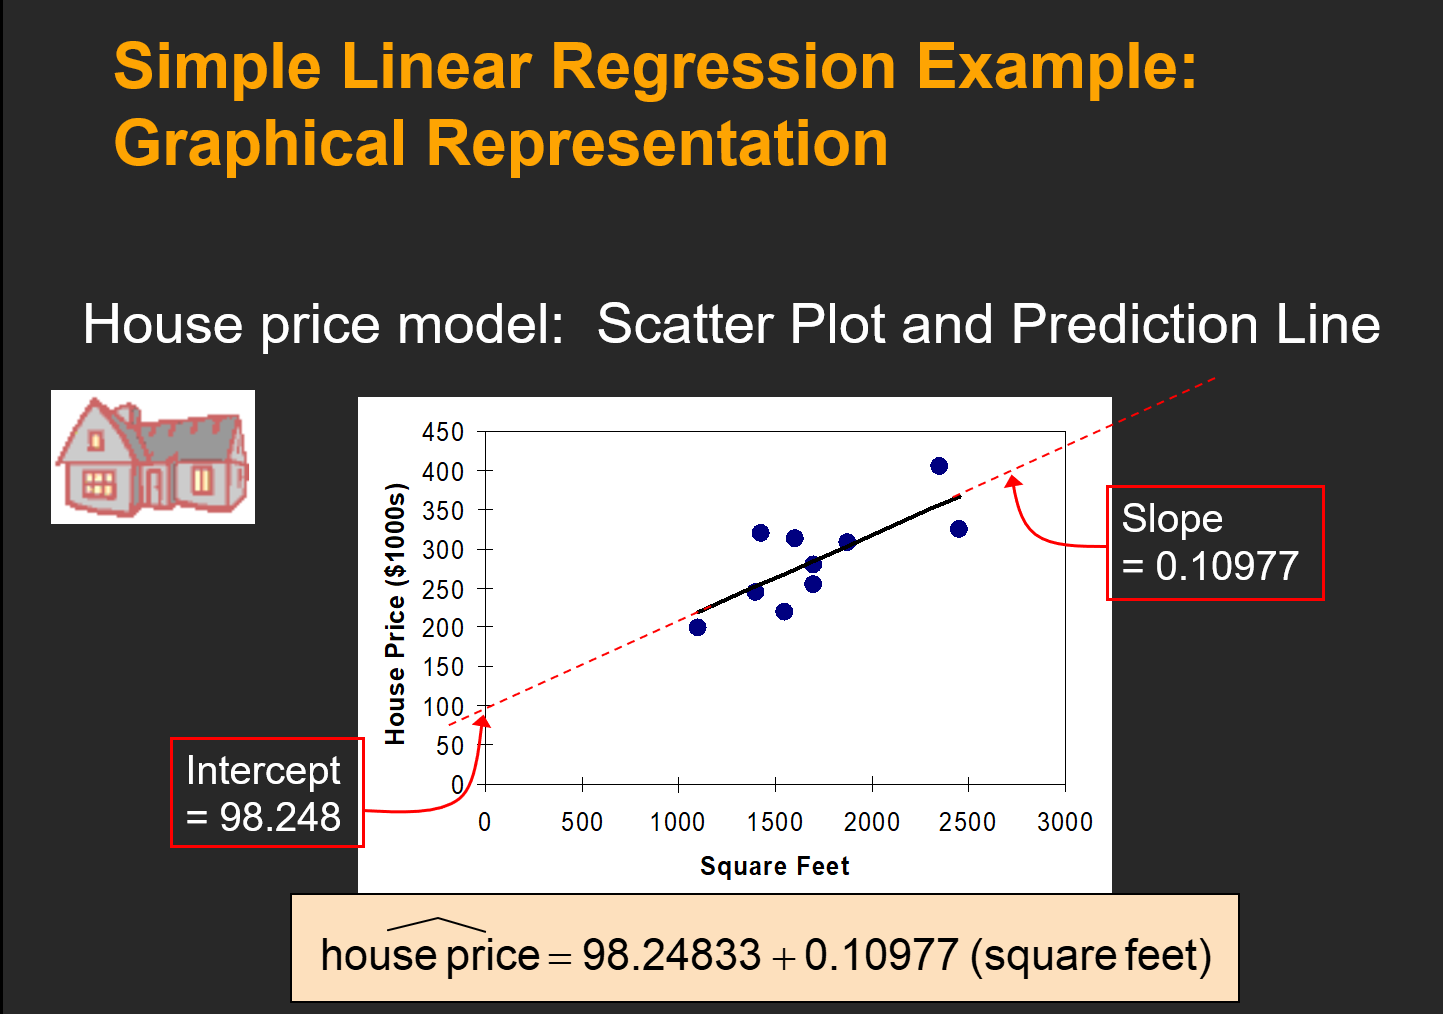 Simple Linear Regression Example:
Graphical Representation
House price model:  Scatter Plot and Prediction Line
450
400
350
300
250
200
150
100
50
0
House Price ($1000s)
Slope
= 0.10977
Intercept
= 98.248
0 500 1000 1500 2000 2500 3000
Square Feet
house price = 98.24833 + 0.10977 (square feet)